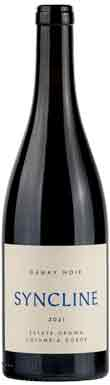 GAMAY NOIR
SYNCLINE
2021
ESTATE GROWN
COLUMBIA GORGE